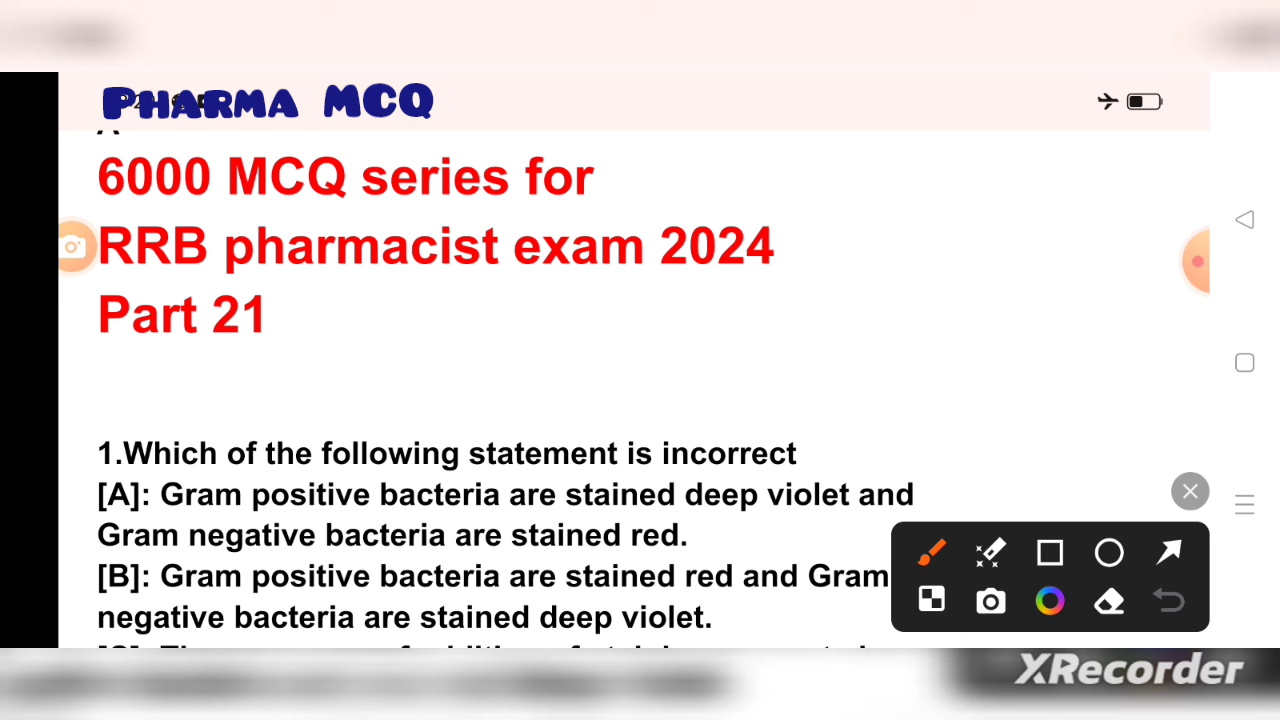 PHARMA MCQ
6000 MCQ series for
RRB pharmacist exam 2024
Part 21
1.Which of the following statement is incorrect
[A]: Gram positive bacteria are stained deep violet and
Gram negative bacteria are stained red.
[B]: Gram positive bacteria are stained red and Gram
negative bacteria are stained deep violet.
XRecorder